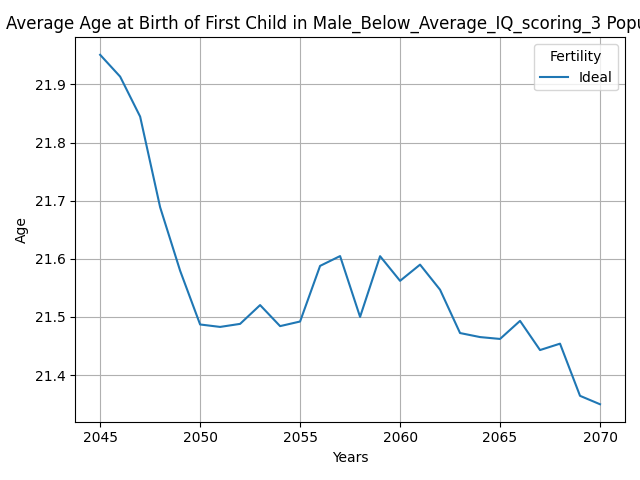 Average Age at Birth of First Child in Male_Below_Average_IQ_scoring_3 Popu
Fertility
Ideal
21.9
21.8
21.7
21.6
21.5
21.4
Age
2045 2050 2055 2060 2065 2070
Years